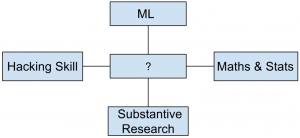 ML
Hacking Skill
?
Maths & Stats
Substantive
Research